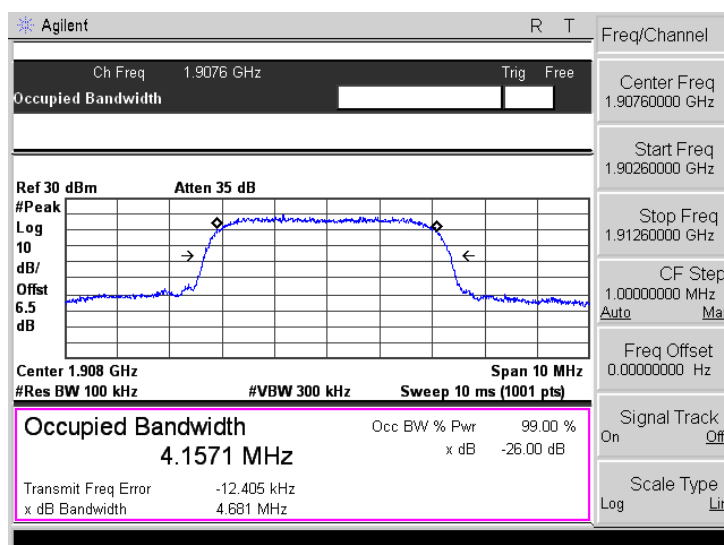 Agilent R T
Ch Freq 1.9076 GHz Trig Free
Occupied Bandwidth
Ref 30 dBm Atten 35 dB
#Peak
Log
10
dB/
Offst
6.5
dB
Center 1.908 GHz Span 10 MHz
#Res BW 100 kHz #VBW 300 kHz Sweep 10 ms (1001 pts)
Occupied Bandwidth
4.1571 MHz
Occ BW % Pwr 99.00 %
x dB -26.00 dB
Transmit Freq Error -12.405 kHz
x dB Bandwidth 4.681 MHz
Freq/Channel
Center Freq
1.90760000 GHz
Start Freq
1.90260000 GHz
Stop Freq
1.91260000 GHz
CF Step
1.00000000 MHz
Auto Ma
Freq Offset
0.00000000 Hz
Signal Track
On Off
Scale Type
Log Lin